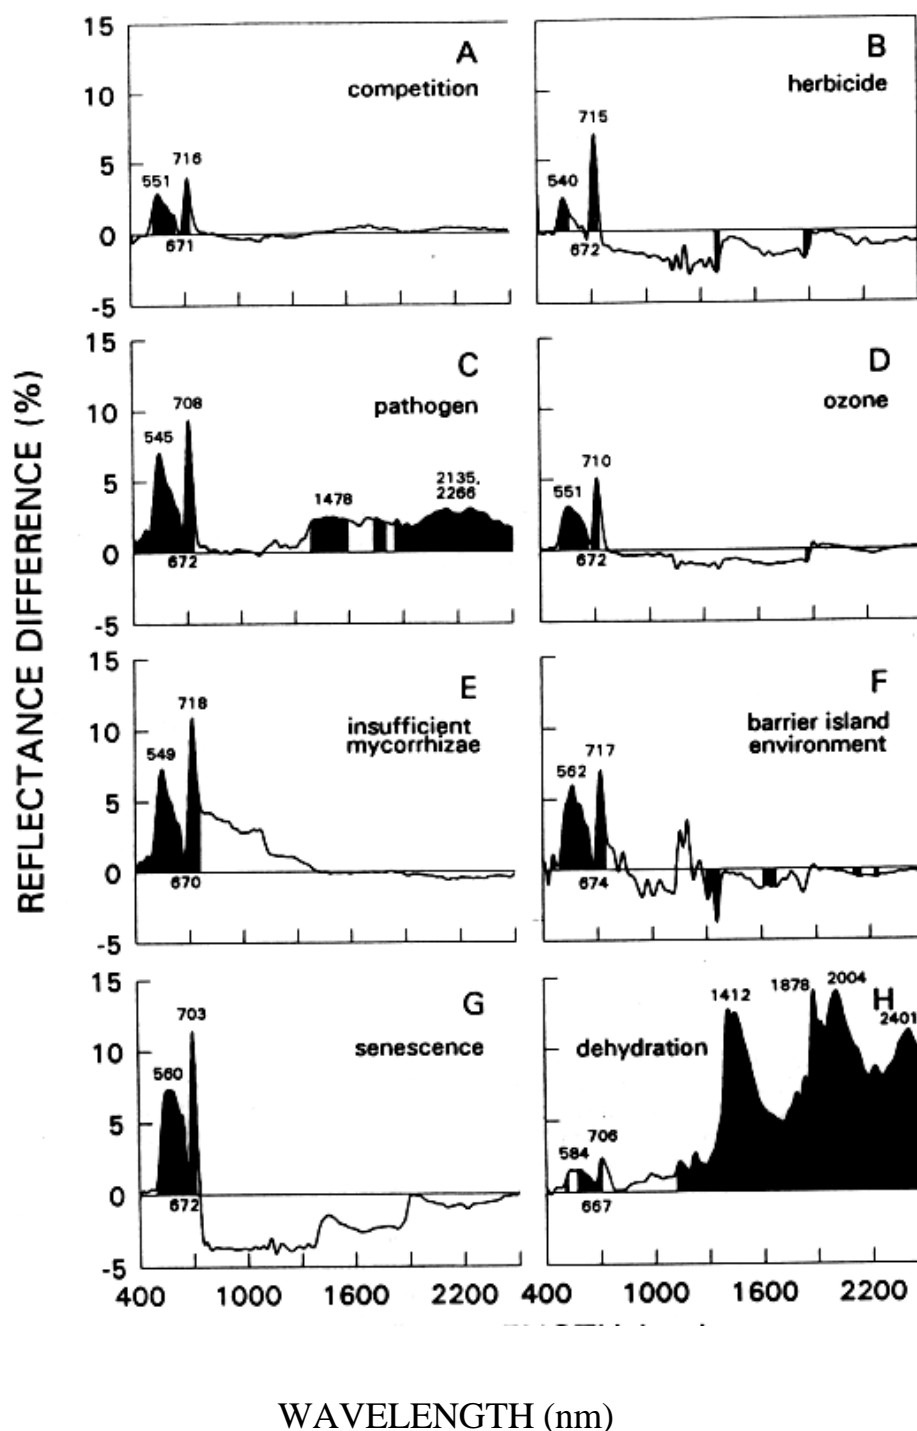 REFLECTANCE DIFFERENCE (%)
15
10
5
0
-5
A
competition
551
716
671
B
herbicide
540
715
672
15
10
5
0
-5
C
pathogen
545
708
672
1478
2135,
2266
D
ozone
551
710
672
15
10
5
0
-5
E
insufficient
mycorrhizae
549
718
670
F
barrier island
environment
562
717
674
15
10
5
0
-5
G
senescence
560
703
672
H
dehydration
584
706
667
1412
1878
2004
2401
400 1000 1600 2200
400 1000 1600 2200
WAVELENGTH (nm)